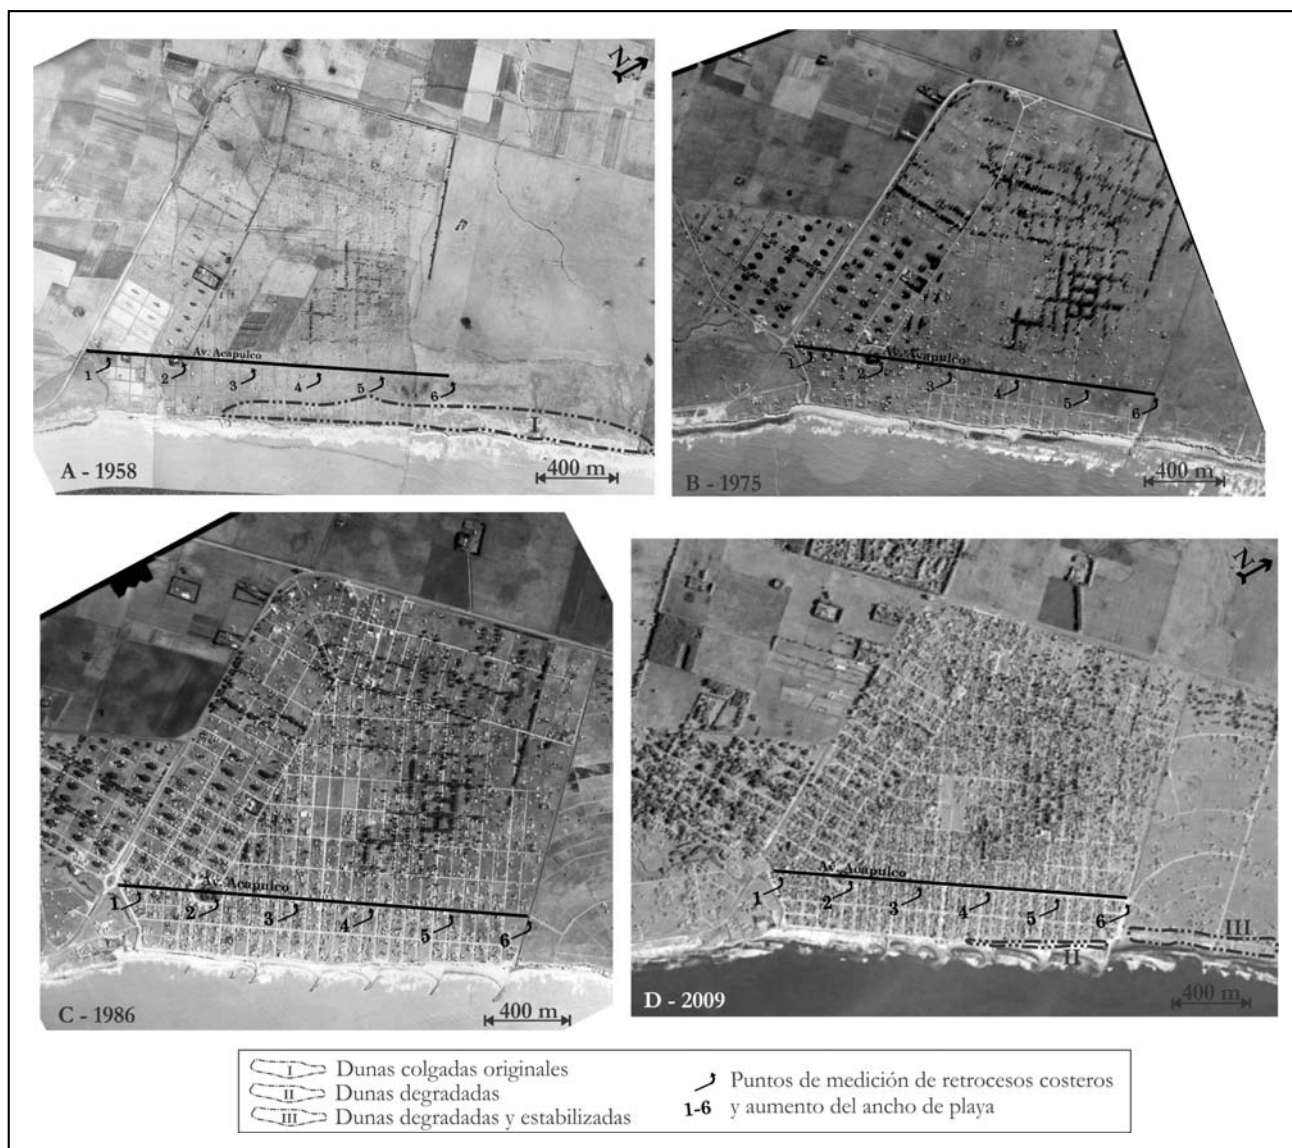 N
Av. Acapulco
1
2
3
4
5
6
I
A - 1958
400 m
Av. Acapulco
1
2
3
4
5
6
B - 1975
400 m
Av. Acapulco
1
2
3
4
5
6
C - 1986
400 m
N
Av. Acapulco
1
2
3
4
5
6
III
II
D - 2009
400 m
I Dunas colgadas originales
II Dunas degradadas
III Dunas degradadas y estabilizadas
Puntos de medición de retrocesos costeros
1-6 y aumento del ancho de playa